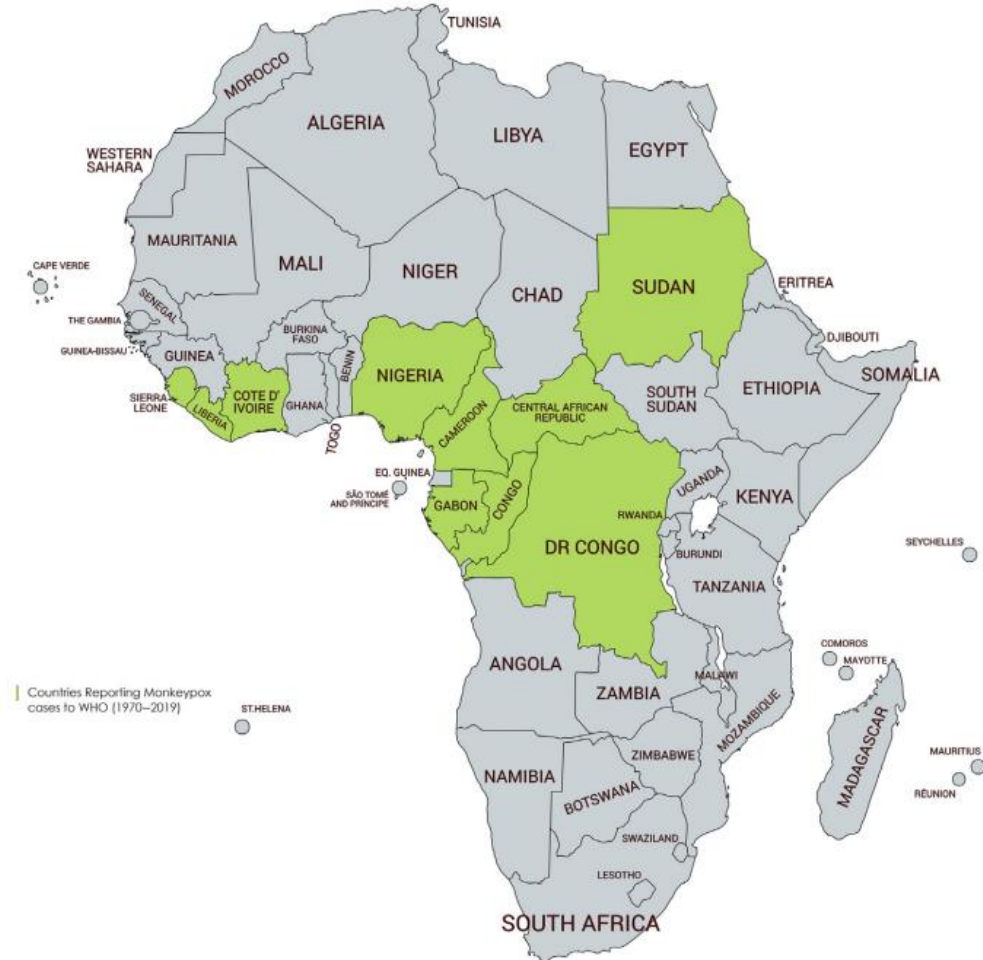 TUNISIA
MOROCCO
ALGERIA
LIBYA
EGYPT
WESTERN
SAHARA
MAURITANIA
MALI
NIGER
CHAD
SUDAN
ERITREA
CAPE VERDE
SENEGAL
THE GAMBIA
GUINEA-BISSAU
GUINEA
BURKINA
FASO
BENIN
NIGERIA
DJIBOUTI
SOMALIA
SIERRA
LEONE
LIBERIA
COTE D'
IVOIRE
GHANA
TOGO
CAMEROON
CENTRAL AFRICAN
REPUBLIC
SOUTH
SUDAN
ETHIOPIA
EQ. GUINEA
SÃO TOMÉ
AND PRÍNCIPE
GABON
CONGO
DR CONGO
UGANDA
KENYA
RWANDA
BURUNDI
TANZANIA
SEYCHELLES
COMOROS
MAYOTTE
ANGOLA
ZAMBIA
MALAWI
MOZAMBIQUE
MADAGASCAR
MAURITIUS
RÉUNION
Countries Reporting Monkeypox
cases to WHO (1970–2019)
ST.HELENA
NAMIBIA
ZIMBABWE
BOTSWANA
SWAZILAND
LESOTHO
SOUTH AFRICA